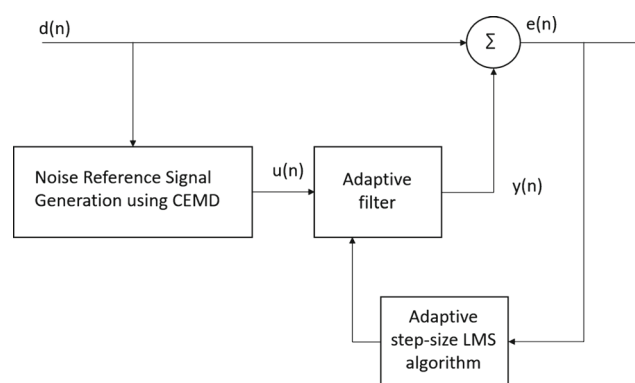 d(n)
Σ
e(n)
Noise Reference Signal
Generation using CEMD
u(n)
Adaptive
filter
y(n)
Adaptive
step-size LMS
algorithm